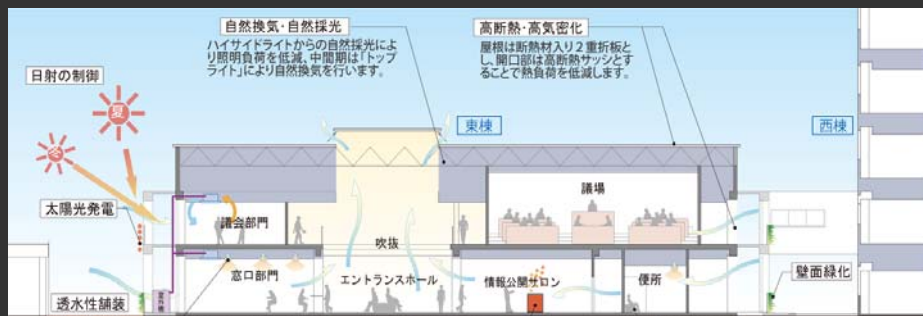 自然換気・自然採光
ハイサイドライトからの自然採光によ
り照明負荷を低減、中間期は「トップ
ライト」により自然換気を行います。
高断熱・高気密化
屋根は断熱材入り２重折板と
し、開口部は高断熱サッシとす
ることで熱負荷を低減します。
日射の制御
夏
冬
東棟
西棟
太陽光発電
議会部門
議場
吹抜
窓口部門
エントランスホール
情報公開サロン
便所
壁面緑化
透水性舗装
室外機